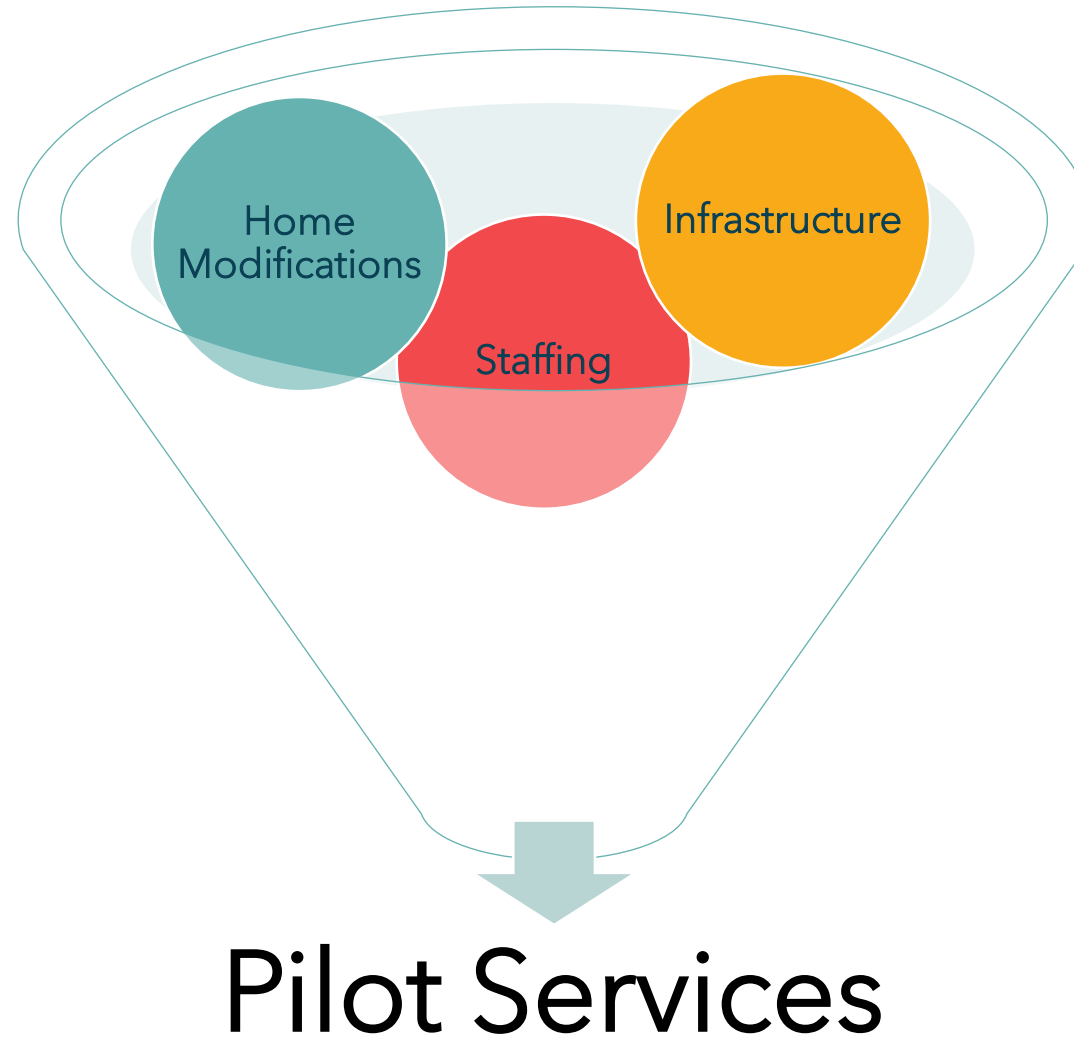 Home
Modifications
Infrastructure
Staffing
Pilot Services